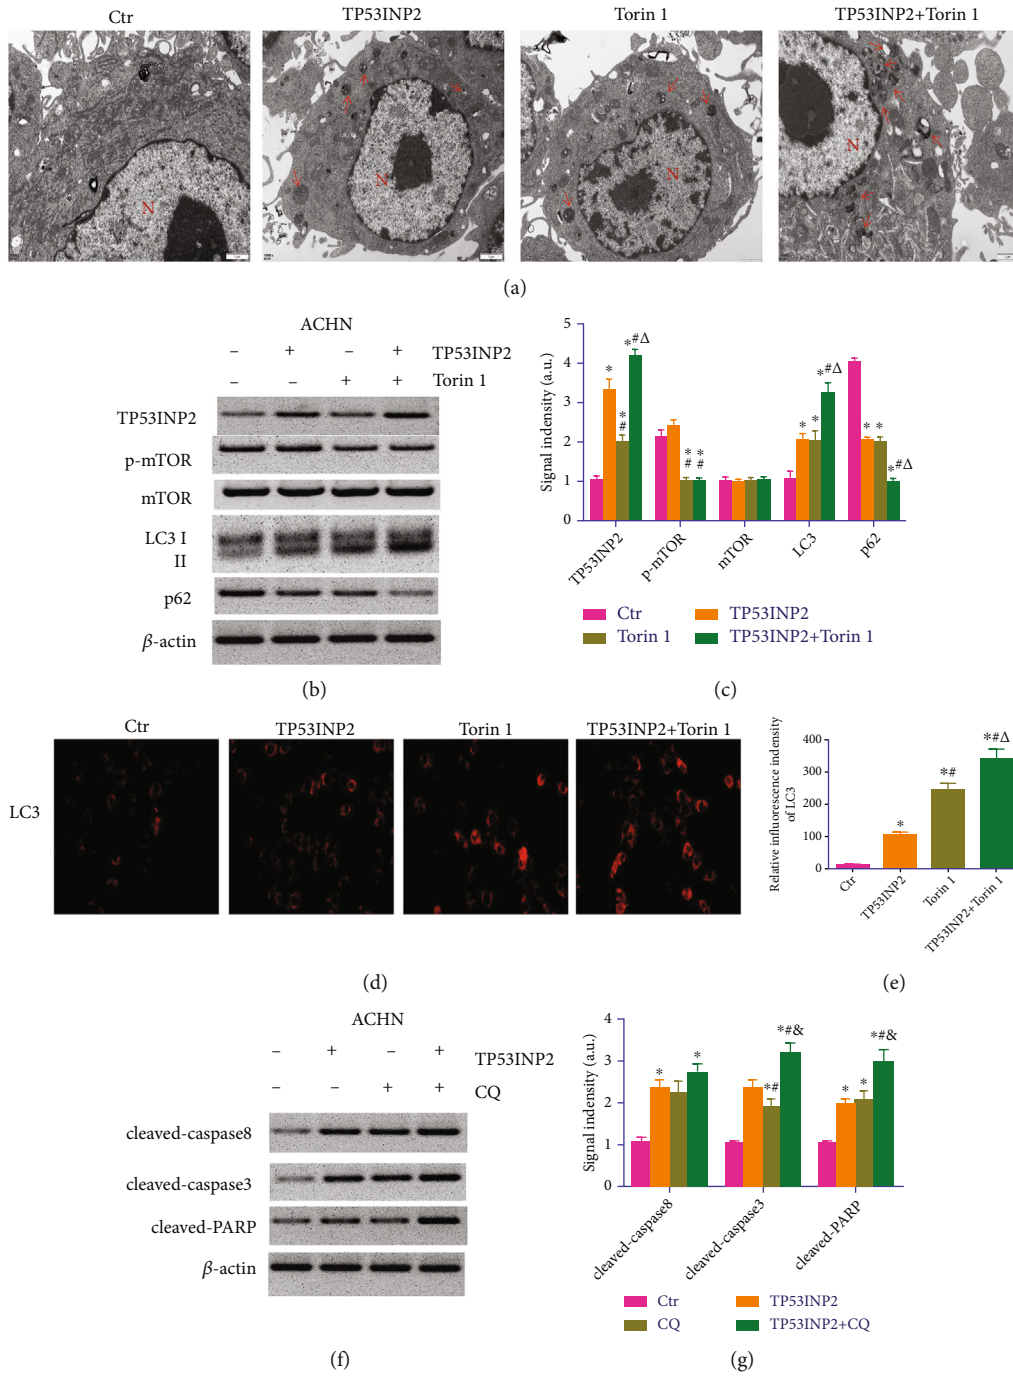 Ctr TP53INP2 Torin 1 TP53INP2+Torin 1
N N N N
(a)
ACHN
– + – + TP53INP2
– – + + Torin 1
TP53INP2
p-mTOR
mTOR
LC3 I
II
p62
β-actin
(b)
Signal indensity (a.u.)
5
4
3
2
1
0
* *# *#Δ
*# *#
* * *#Δ
* * *#Δ
TP53INP2 p-mTOR mTOR LC3 p62
Ctr TP53INP2
Torin 1 TP53INP2+Torin 1
(c)
Ctr TP53INP2 Torin 1 TP53INP2+Torin 1
LC3
(d)
Relative influorescence indensity
of LC3
400
300
200
100
0
* *# *#Δ
Ctr TP53INP2 Torin 1 TP53INP2+Torin 1
(e)
ACHN
– + – + TP53INP2
– – + + CQ
cleaved-caspase8
cleaved-caspase3
cleaved-PARP
β-actin
(f)
Signal indensity (a.u.)
4
3
2
1
0
* *
*# *#&
* * *#&
cleaved-caspase8 cleaved-caspase3 cleaved-PARP
Ctr TP53INP2
CQ TP53INP2+CQ
(g)